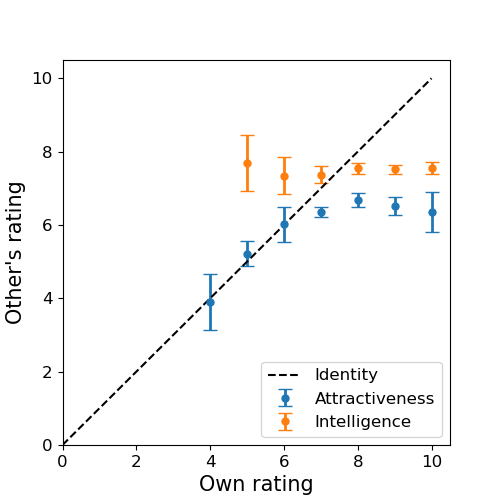 10
8
6
4
2
0
Other's rating
0 2 4 6 8 10
Own rating
Identity
Attractiveness
Intelligence